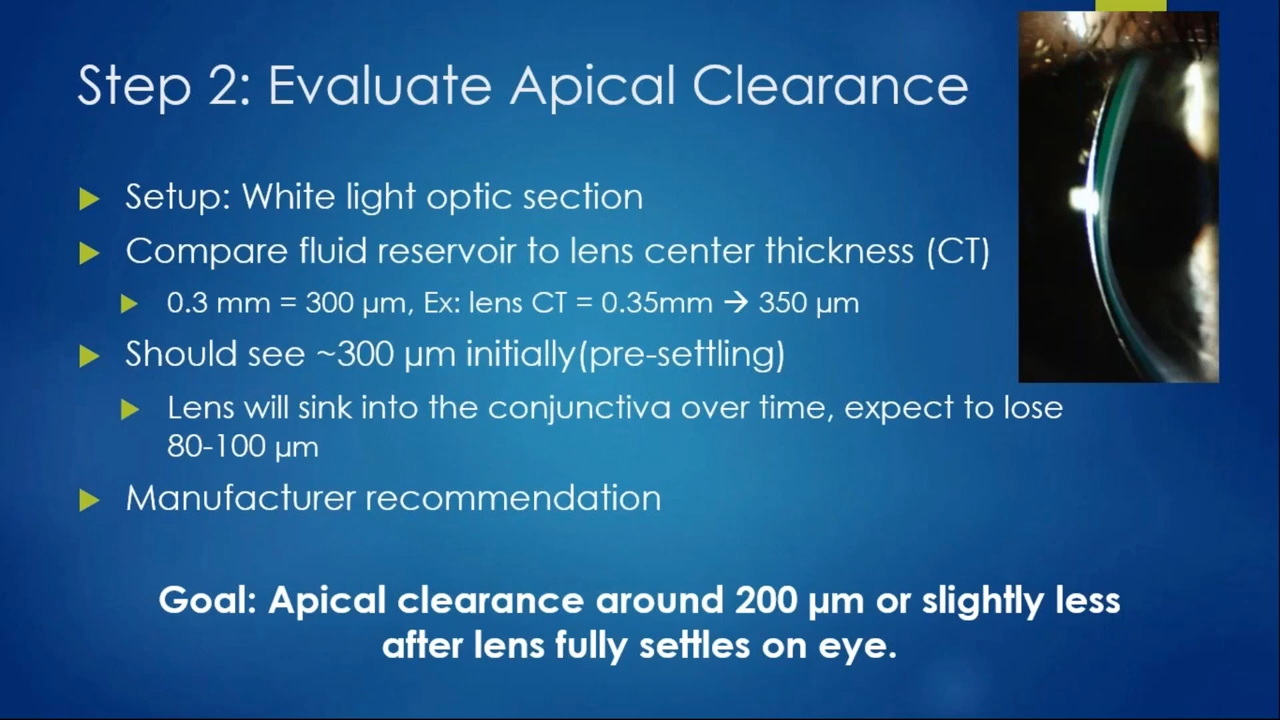 Step 2: Evaluate Apical Clearance
Setup: White light optic section
Compare fluid reservoir to lens center thickness (CT)
0.3 mm = 300 µm, Ex: lens CT = 0.35mm → 350 µm
Should see ~300 µm initially(pre-settling)
Lens will sink into the conjunctiva over time, expect to lose
80-100 µm
Manufacturer recommendation
Goal: Apical clearance around 200 µm or slightly less
after lens fully settles on eye.